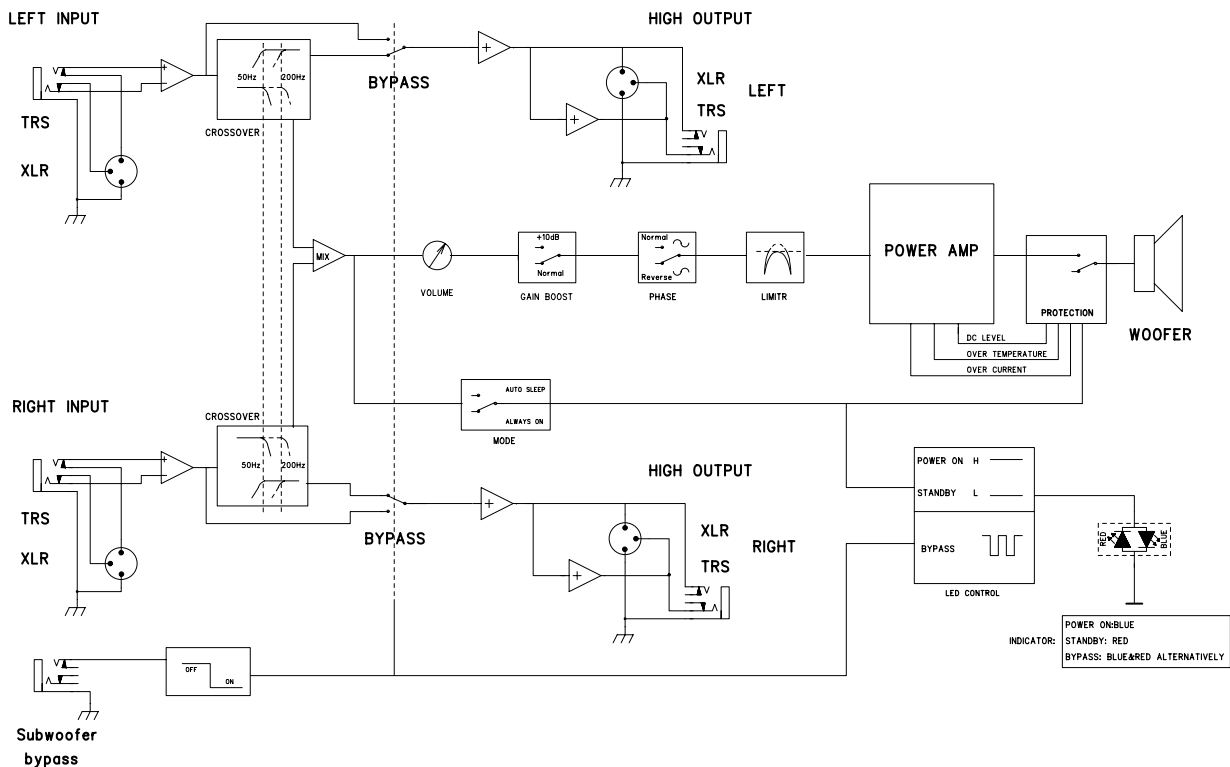 LEFT INPUT
HIGH OUTPUT
50Hz
200Hz
CROSSOVER
BYPASS
XLR
LEFT
TRS
TRS
XLR
MIX
VOLUME
+10dB
Normal
GAIN BOOST
Normal
Reverse
PHASE
LIMITR
POWER AMP
PROTECTION
DC LEVEL
OVER TEMPERATURE
OVER CURRENT
WOOFER
AUTO SLEEP
ALWAYS ON
MODE
RIGHT INPUT
CROSSOVER
50Hz
200Hz
TRS
XLR
BYPASS
HIGH OUTPUT
XLR
RIGHT
TRS
POWER ON H
STANDBY L
BYPASS
LED CONTROL
RED
BLUE
INDICATOR:
POWER ON:BLUE
STANDBY: RED
BYPASS: BLUE&RED ALTERNATIVELY
OFF
ON
Subwoofer
bypass